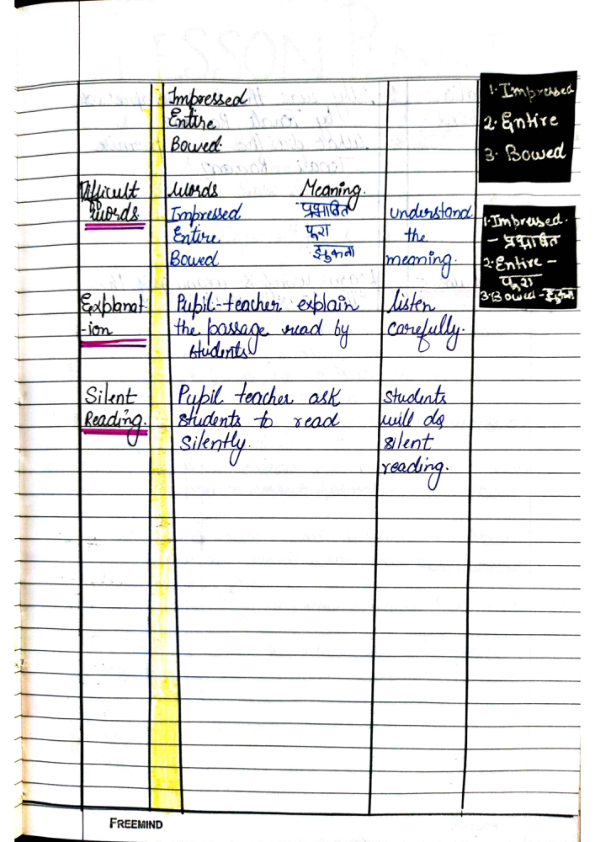 Impressed
Entire
Bowed.
1. Impressed
2. Entire
3. Bowed
Difficult Words
Words Meaning.
Impressed प्रभावित
Entire पूरा
Bowed झुकना
understand
the
meaning.
1. Impressed.
- प्रभावित
2. Entire -
पूरा
3. Bowed - झुकना
Explanat
-ion
Pupil-teacher explain
the passage read by
students
listen
carefully.
Silent
Reading.
Pupil teacher ask
students to read
silently.
Students
will do
silent
reading.
FREEMIND